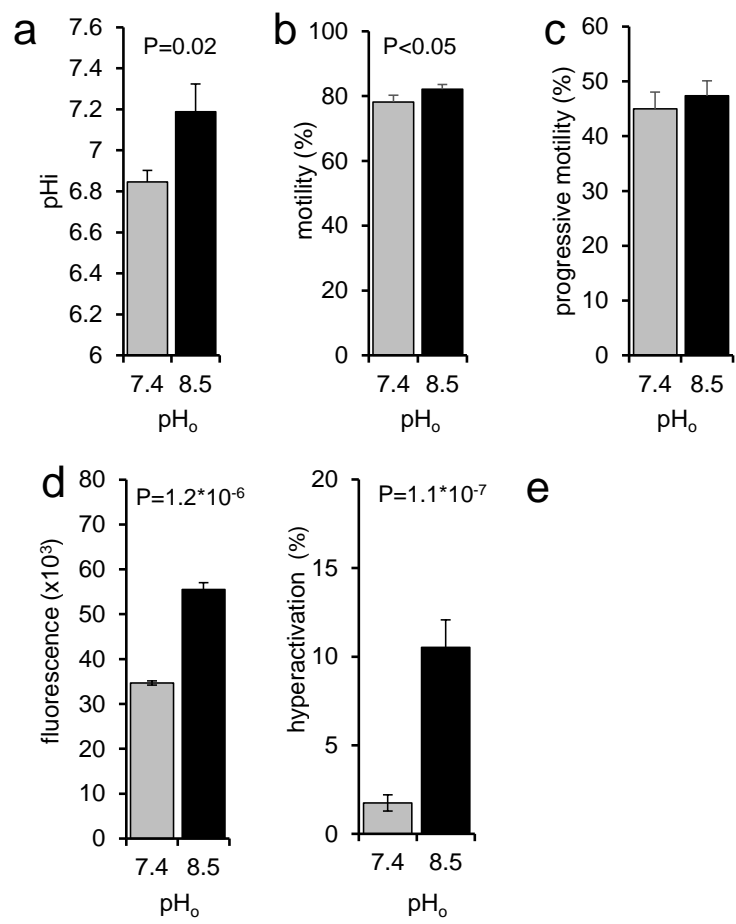 a
P=0.02
7.6
7.4
7.2
7
6.8
6.6
6.4
6.2
6
pHi
7.4 8.5
pHₒ
b
P<0.05
100
80
60
40
20
0
motility (%)
7.4 8.5
pHₒ
c
60
50
40
30
20
10
0
progressive motility (%)
7.4 8.5
pHₒ
d
P=1.2*10⁻⁶
80
70
60
50
40
30
20
10
0
fluorescence (x10³)
7.4 8.5
pHₒ
P=1.1*10⁻⁷
20
15
10
5
0
hyperactivation (%)
7.4 8.5
pHₒ
e